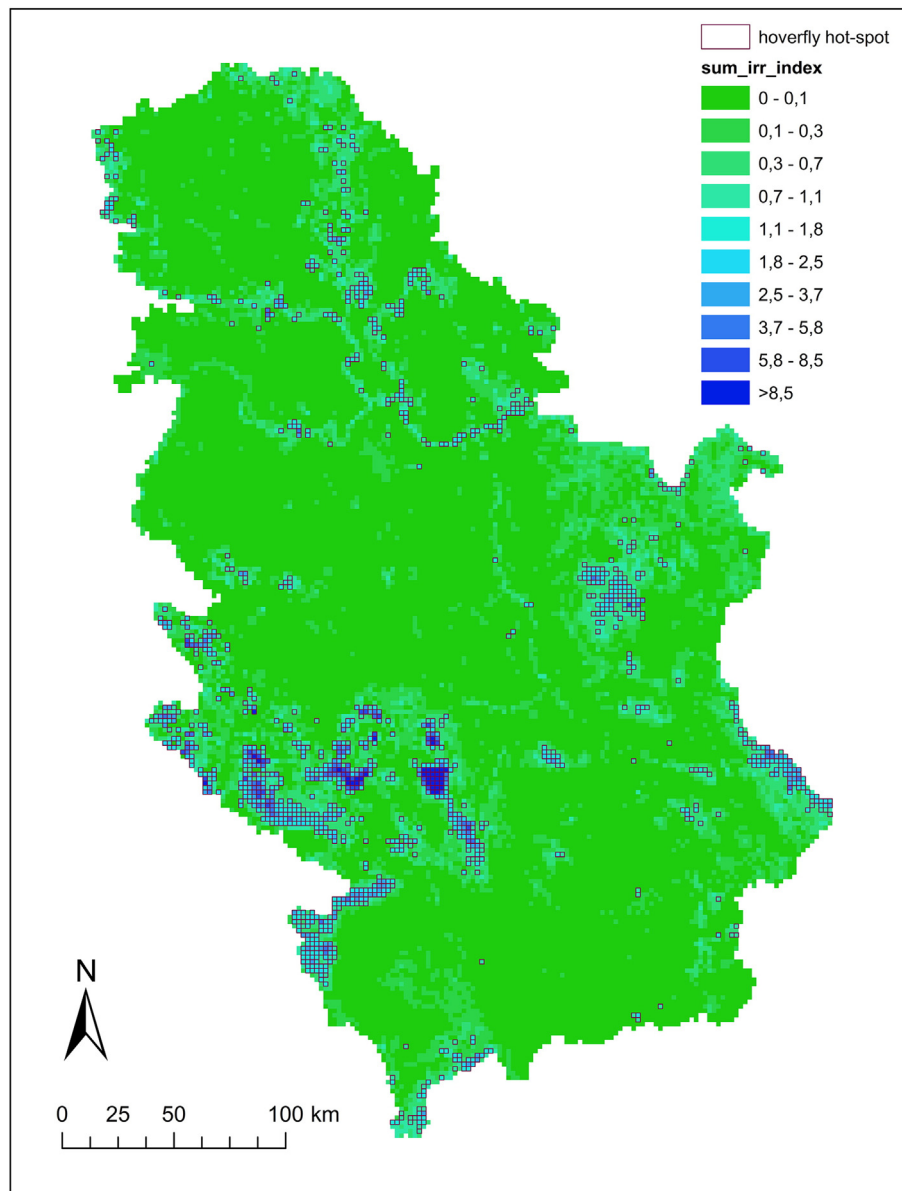 hoverfly hot-spot
sum_irr_index
0 - 0,1
0,1 - 0,3
0,3 - 0,7
0,7 - 1,1
1,1 - 1,8
1,8 - 2,5
2,5 - 3,7
3,7 - 5,8
5,8 - 8,5
>8,5
N
0 25 50 100 km